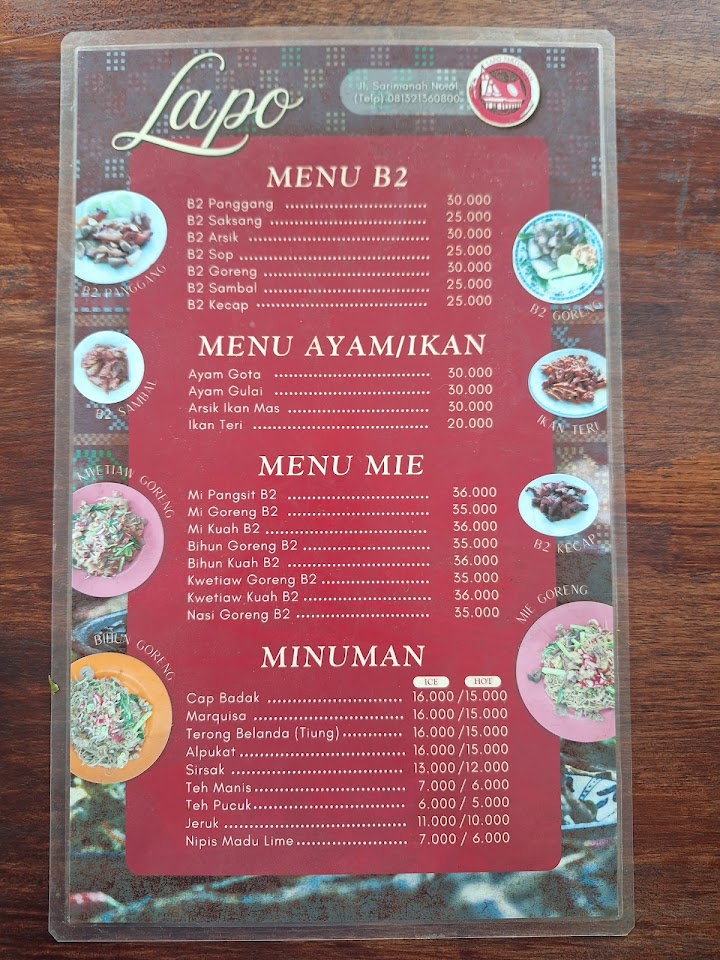 Lapo
Jl. Sarimanah No.61
(Telp) 081321360800
MENU B2
B2 Panggang 30.000
B2 Saksang 25.000
B2 Arsik 30.000
B2 Sop 25.000
B2 Goreng 30.000
B2 Sambal 25.000
B2 Kecap 25.000
B2 PANGGANG
B2 GORENG
MENU AYAM/IKAN
Ayam Gota 30.000
Ayam Gulai 30.000
Arsik Ikan Mas 30.000
Ikan Teri 20.000
B2 SAMBAL
IKAN TERI
MENU MIE
Mi Pangsit B2 36.000
Mi Goreng B2 35.000
Mi Kuah B2 36.000
Bihun Goreng B2 35.000
Bihun Kuah B2 36.000
Kwetiaw Goreng B2 35.000
Kwetiaw Kuah B2 36.000
Nasi Goreng B2 35.000
KWETIAW GORENG
B2 KECAP
MIE GORENG
BIHUN GORENG
MINUMAN
ICE HOT
Cap Badak 16.000 /15.000
Marquisa 16.000 /15.000
Terong Belanda (Tiung) 16.000 /15.000
Alpukat 16.000 /15.000
Sirsak 13.000 /12.000
Teh Manis 7.000 / 6.000
Teh Pucuk 6.000 / 5.000
Jeruk 11.000 /10.000
Nipis Madu Lime 7.000 / 6.000